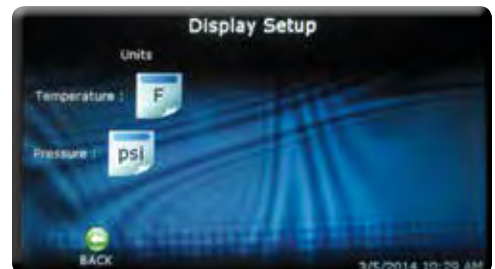 Display Setup
Units
Temperature : F
Pressure : psi
BACK
3/5/2014 10:29 AM